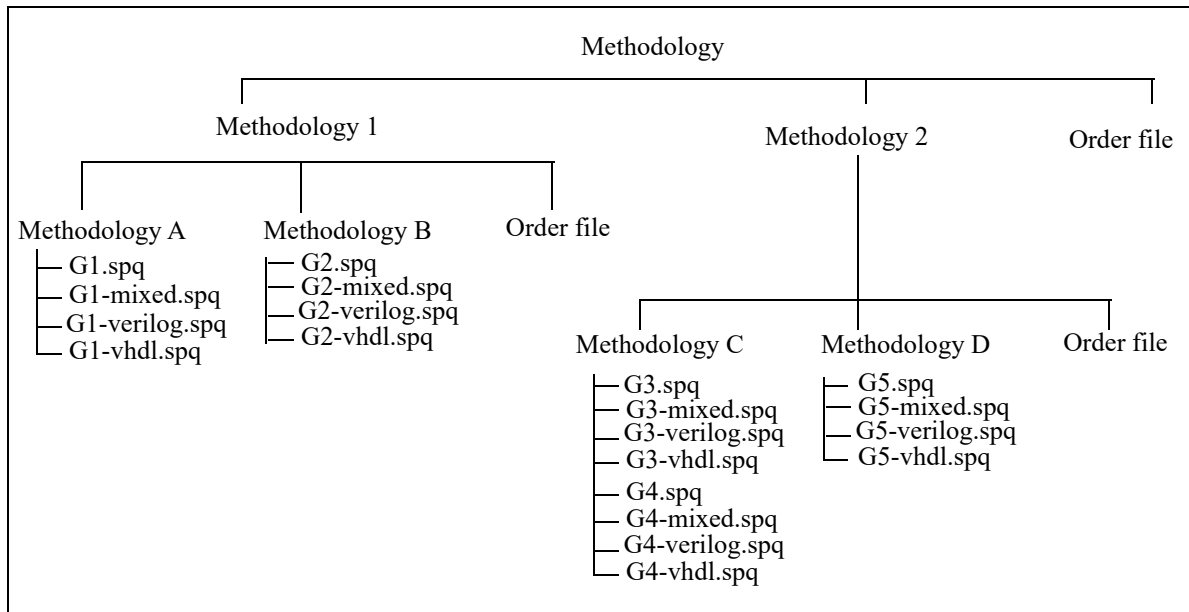 Methodology
Methodology 1
Methodology 2
Order file
Methodology A
G1.spq
G1-mixed.spq
G1-verilog.spq
G1-vhdl.spq
Methodology B
G2.spq
G2-mixed.spq
G2-verilog.spq
G2-vhdl.spq
Order file
Methodology C
G3.spq
G3-mixed.spq
G3-verilog.spq
G3-vhdl.spq
G4.spq
G4-mixed.spq
G4-verilog.spq
G4-vhdl.spq
Methodology D
G5.spq
G5-mixed.spq
G5-verilog.spq
G5-vhdl.spq
Order file